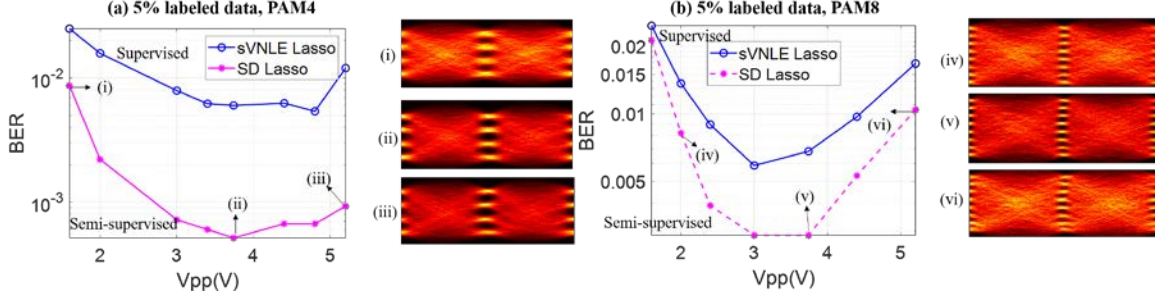 (a) 5% labeled data, PAM4
Supervised
sVNLE Lasso
SD Lasso
10^-2
10^-3
BER
(i)
(ii)
(iii)
Semi-supervised
2
3
4
5
Vpp(V)
(i)
(ii)
(iii)
(b) 5% labeled data, PAM8
Supervised
sVNLE Lasso
SD Lasso
0.02
0.015
0.01
0.005
BER
(iv)
(v)
(vi)
Semi-supervised
2
3
4
5
Vpp(V)
(iv)
(v)
(vi)